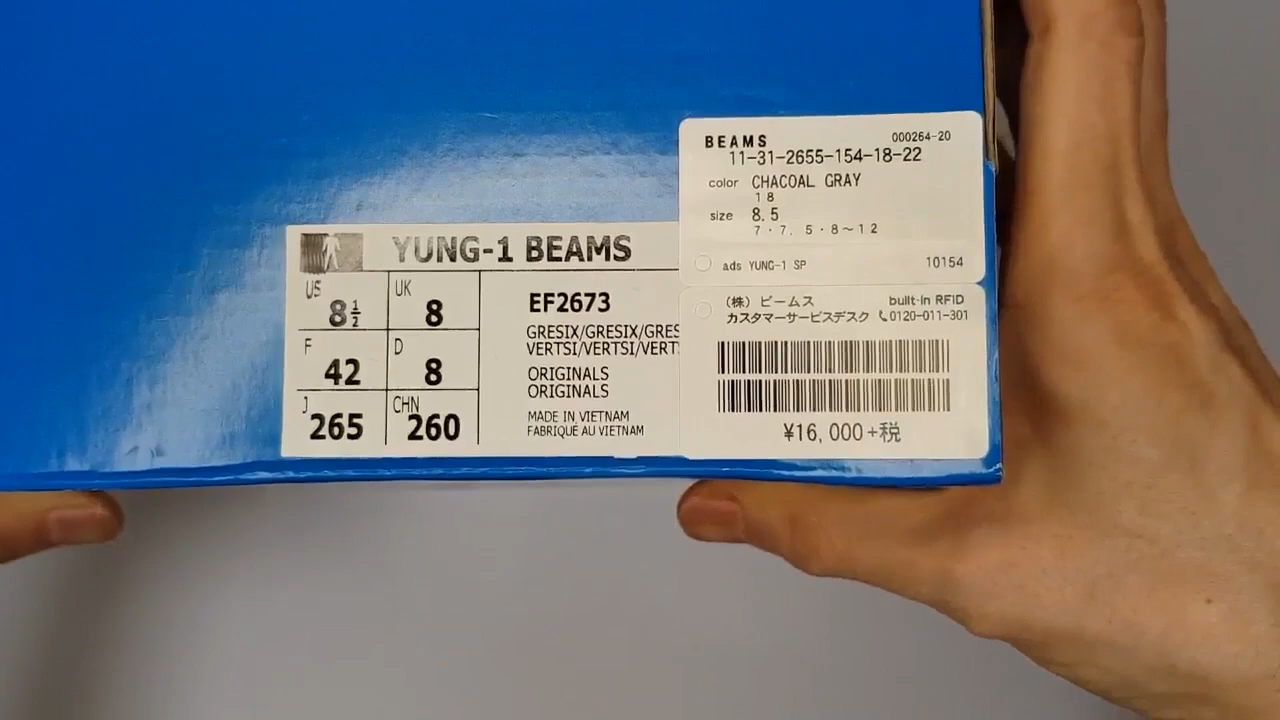 YUNG-1 BEAMS
US 8½
UK 8
F 42
D 8
J 265
CHN 260
EF2673
GRESIX/GRESIX/GRES
VERTSI/VERTSI/VERT
ORIGINALS
ORIGINALS
MADE IN VIETNAM
FABRIQUÉ AU VIETNAM
BEAMS 000264-20
11-31-2655-154-18-22
color CHACOAL GRAY
18
size 8.5
7・7.5・8～12
ads YUNG-1 SP 10154
(株) ビームス built-in RFID
カスタマーサービスデスク 0120-011-301
¥16,000+税